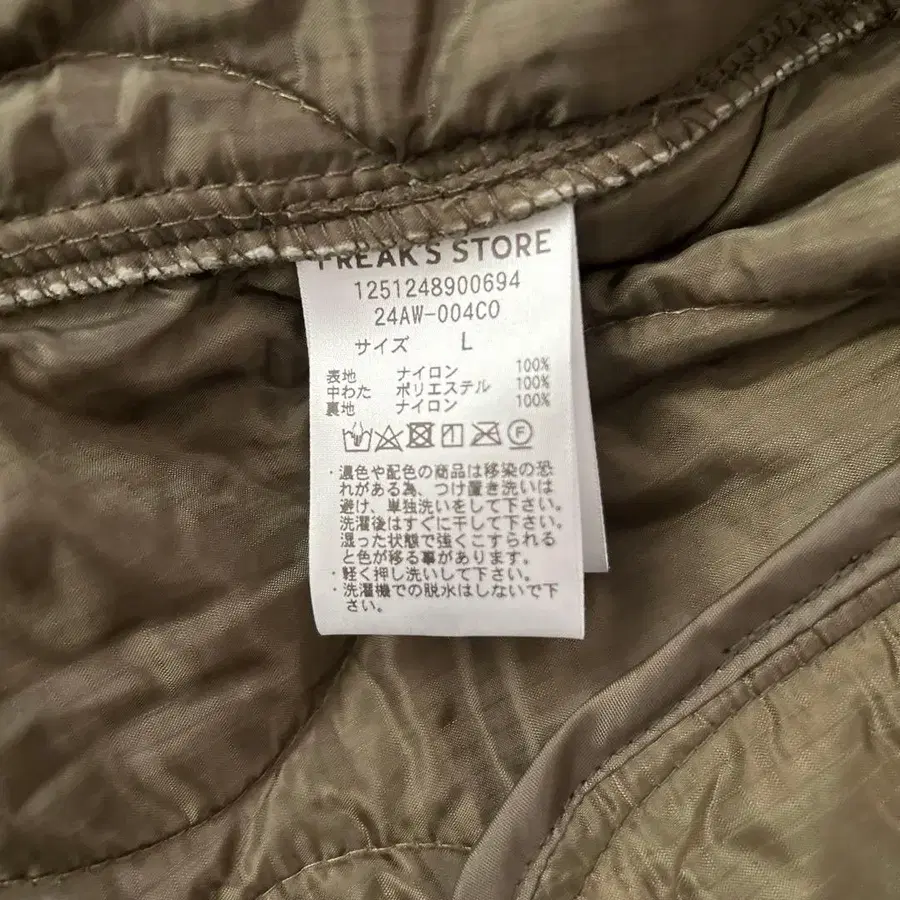 FREAK'S STORE
1251248900694
24AW-004CO
サイズ L
表地 ナイロン 100%
中わた ポリエステル 100%
裏地 ナイロン 100%
・濃色や配色の商品は移染の恐
れがある為、つけ置き洗いは
避け、単独洗いをして下さい。
洗濯後はすぐに干して下さい。
湿った状態で強くこすられる
と色が移る事があります。
・軽く押し洗いして下さい。
・洗濯機での脱水はしないで下
さい。